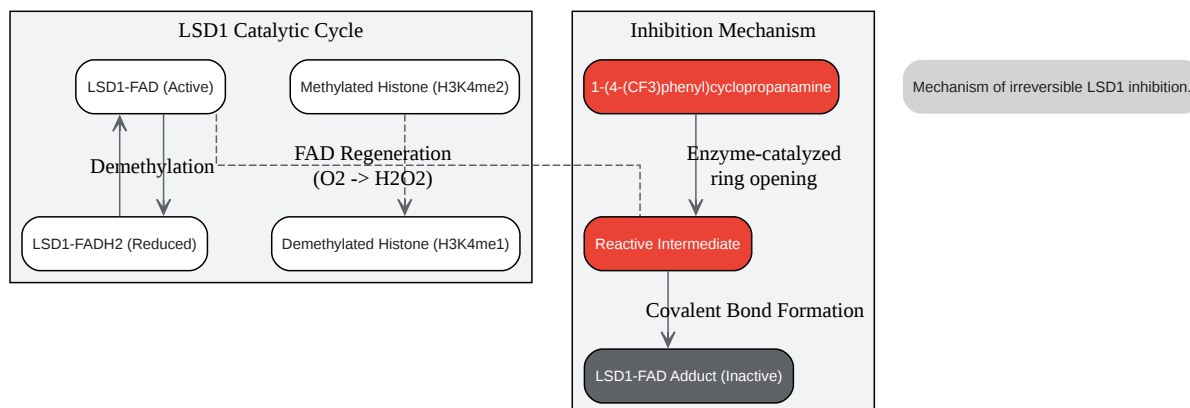 LSD1 Catalytic Cycle
LSD1-FAD (Active)
Methylated Histone (H3K4me2)
Demethylation
FAD Regeneration
(O2 -> H2O2)
LSD1-FADH2 (Reduced)
Demethylated Histone (H3K4me1)
Inhibition Mechanism
1-(4-(CF3)phenyl)cyclopropanamine
Enzyme-catalyzed
ring opening
Reactive Intermediate
Covalent Bond Formation
LSD1-FAD Adduct (Inactive)
Mechanism of irreversible LSD1 inhibition.